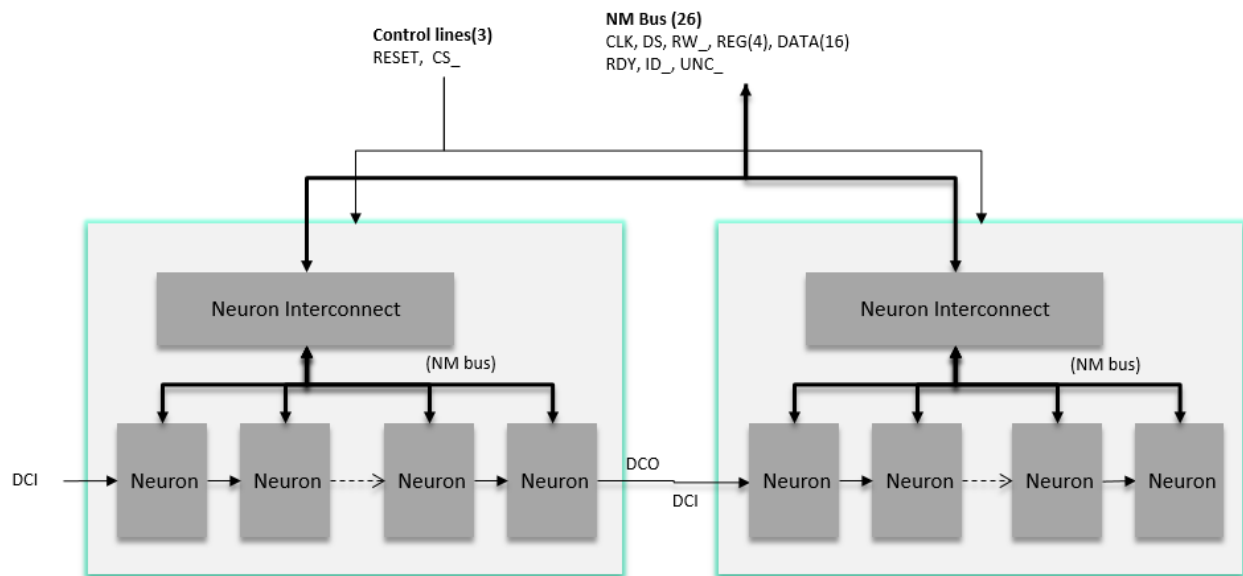 Control lines(3)
RESET, CS_
NM Bus (26)
CLK, DS, RW_, REG(4), DATA(16)
RDY, ID_, UNC_
Neuron Interconnect
Neuron Interconnect
(NM bus)
(NM bus)
DCI
Neuron
Neuron
Neuron
Neuron
DCO
DCI
Neuron
Neuron
Neuron
Neuron